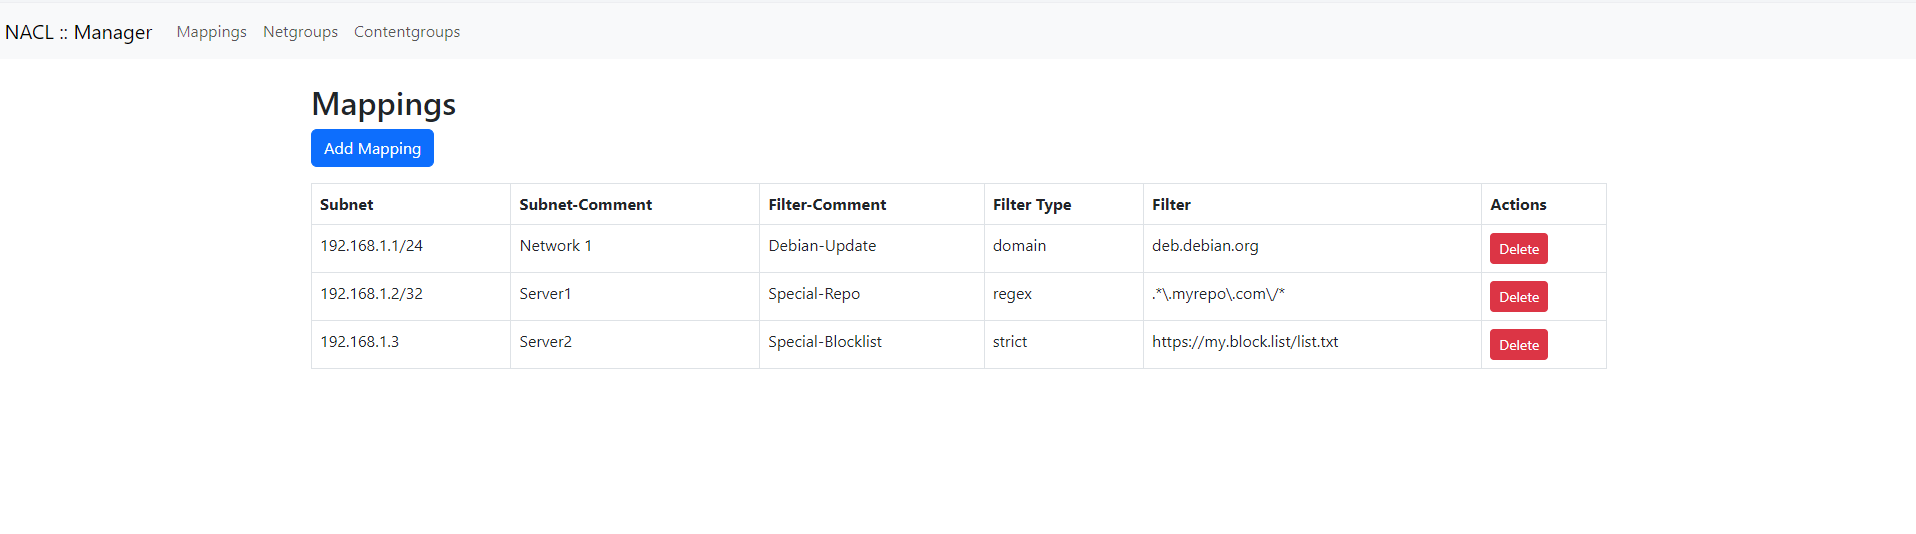 NACL :: Manager Mappings Netgroups Contentgroups
Mappings
Add Mapping
Subnet Subnet-Comment Filter-Comment Filter Type Filter Actions
192.168.1.1/24 Network 1 Debian-Update domain deb.debian.org Delete
192.168.1.2/32 Server1 Special-Repo regex .*\.myrepo\.com\/* Delete
192.168.1.3 Server2 Special-Blocklist strict https://my.block.list/list.txt Delete